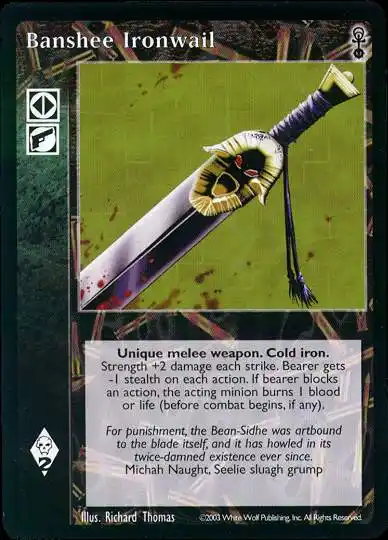 Banshee Ironwail
Unique melee weapon. Cold iron.
Strength +2 damage each strike. Bearer gets
-1 stealth on each action. If bearer blocks
an action, the acting minion burns 1 blood
or life (before combat begins, if any).
For punishment, the Bean-Sidhe was artbound
to the blade itself, and it has howled in its
twice-damned existence ever since.
Michah Naught, Seelie sluagh grump
2
Illus. Richard Thomas
©2003 White Wolf Publishing, Inc. All Rights Reserved.